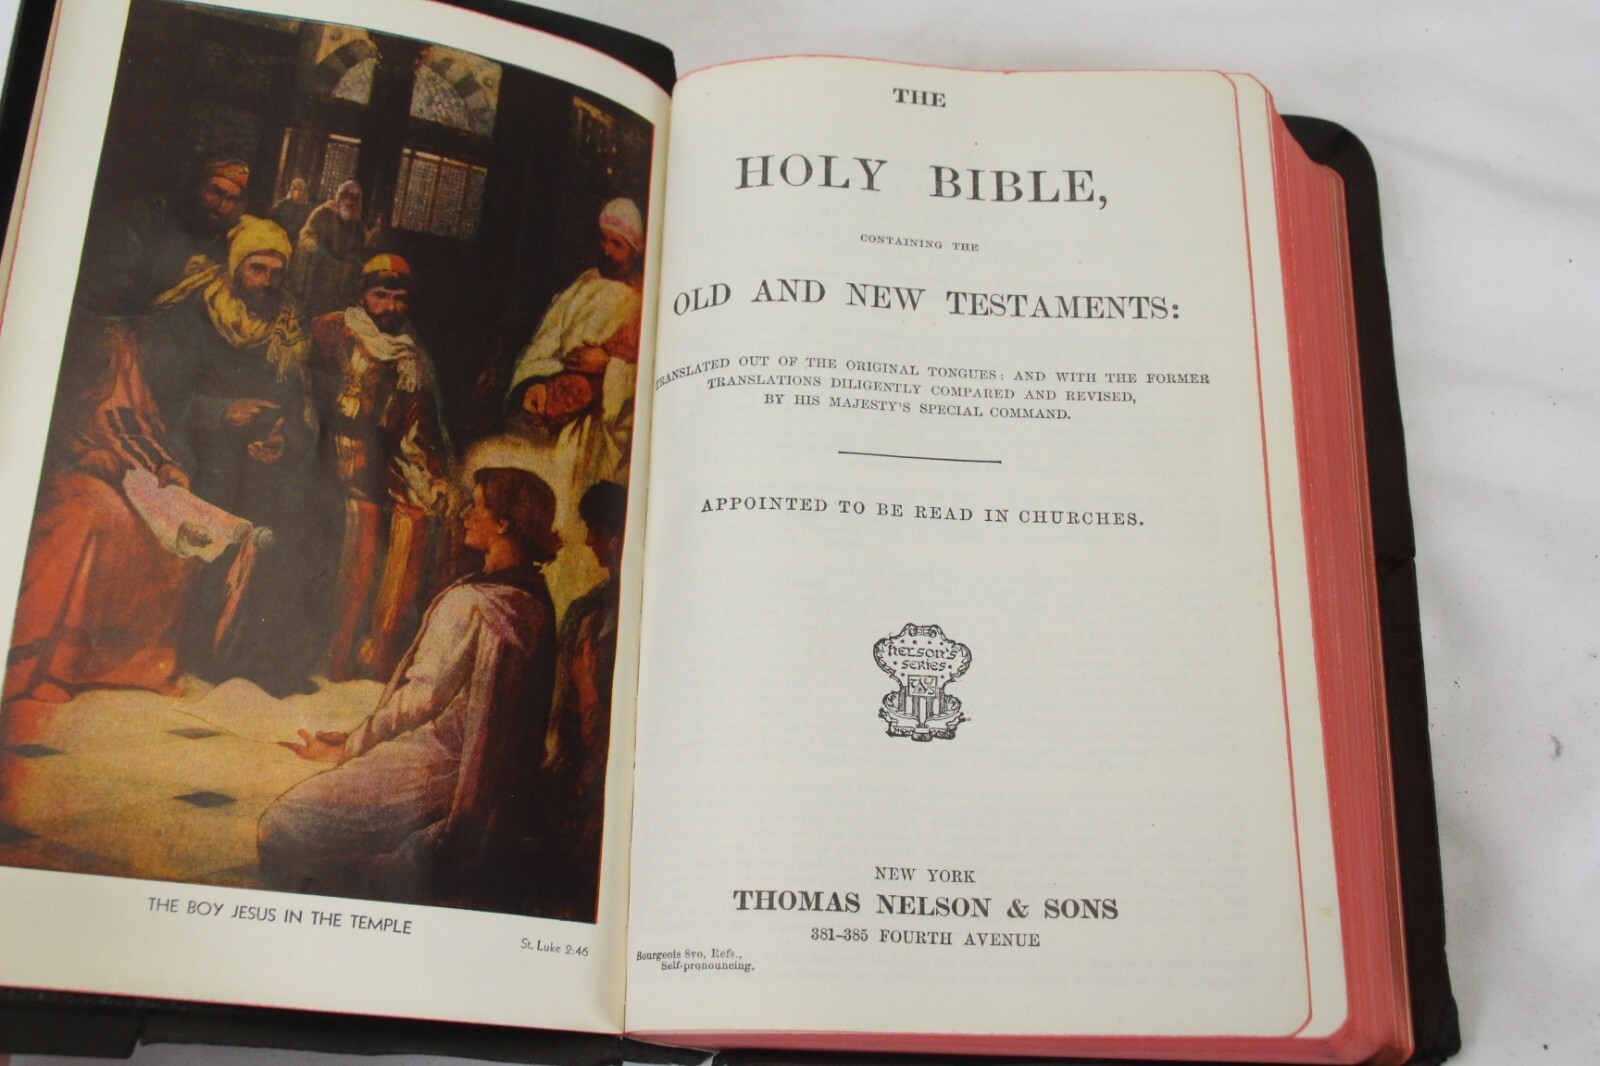 THE BOY JESUS IN THE TEMPLE
St. Luke 2:46
THE
HOLY BIBLE,
CONTAINING THE
OLD AND NEW TESTAMENTS:
TRANSLATED OUT OF THE ORIGINAL TONGUES: AND WITH THE FORMER
TRANSLATIONS DILIGENTLY COMPARED AND REVISED,
BY HIS MAJESTY'S SPECIAL COMMAND.
APPOINTED TO BE READ IN CHURCHES.
NELSON'S
SERIES
NEW YORK
THOMAS NELSON & SONS
381–385 FOURTH AVENUE
Bourgeois 8vo, Refs.,
Self-pronouncing.